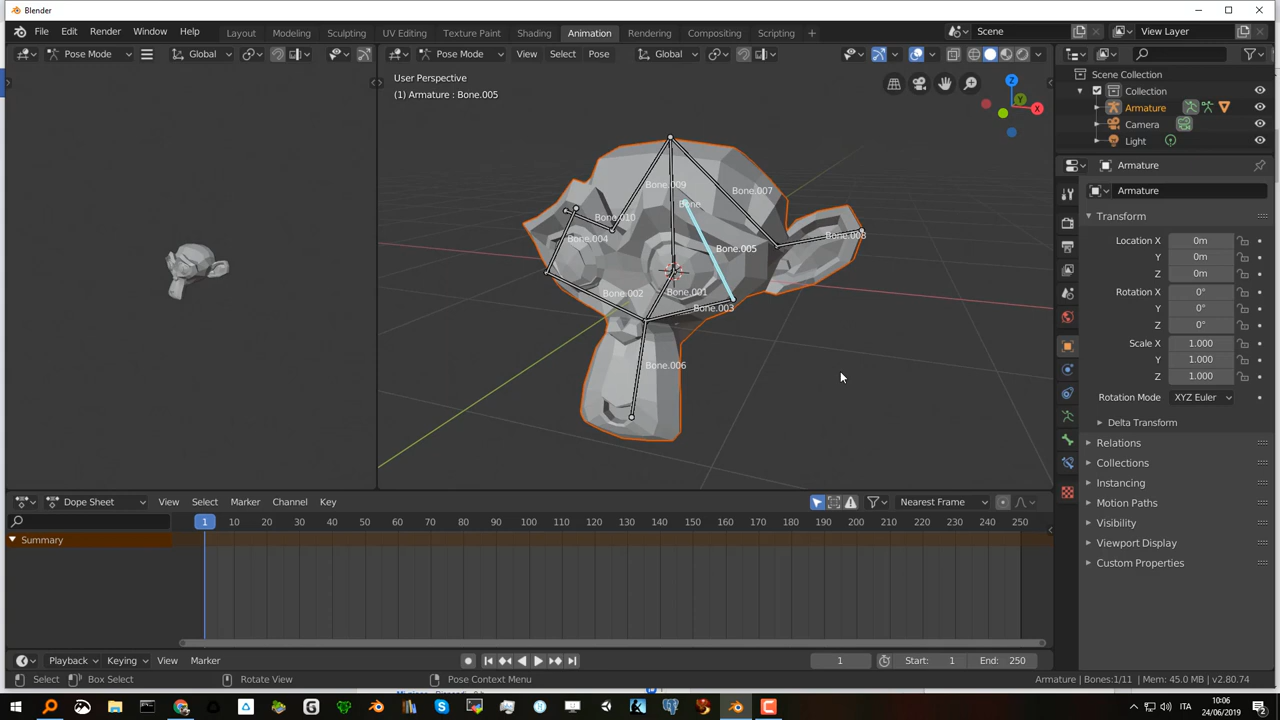 Blender
File Edit Render Window Help
Layout Modeling Sculpting UV Editing Texture Paint Shading Animation Rendering Compositing Scripting +
Scene
View Layer
Pose Mode Global
Pose Mode View Select Pose Global
User Perspective
(1) Armature : Bone.005
Z
Y
X
Bone.009
Bone.007
Bone
Bone.010
Bone.004
Bone.008
Bone.005
Bone.002
Bone.001
Bone.003
Bone.006
Scene Collection
Collection
Armature
Camera
Light
Armature
Armature
Transform
Location X 0m
Y 0m
Z 0m
Rotation X 0°
Y 0°
Z 0°
Scale X 1.000
Y 1.000
Z 1.000
Rotation Mode XYZ Euler
Delta Transform
Relations
Collections
Instancing
Motion Paths
Visibility
Viewport Display
Custom Properties
Dope Sheet View Select Marker Channel Key Nearest Frame
1 10 20 30 40 50 60 70 80 90 100 110 120 130 140 150 160 170 180 190 200 210 220 230 240 250
Summary
Playback Keying View Marker 1 Start: 1 End: 250
Select Box Select Rotate View Pose Context Menu Armature | Bones:1/11 | Mem: 45.0 MB | v2.80.74
ITA
10:06
24/06/2019